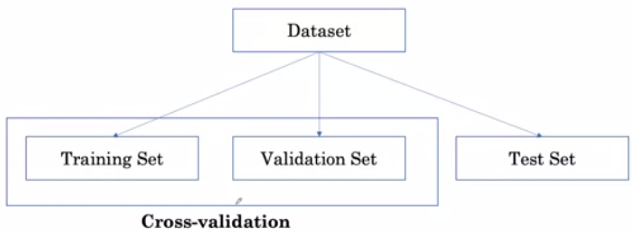 Dataset
Training Set
Validation Set
Test Set
Cross-validation